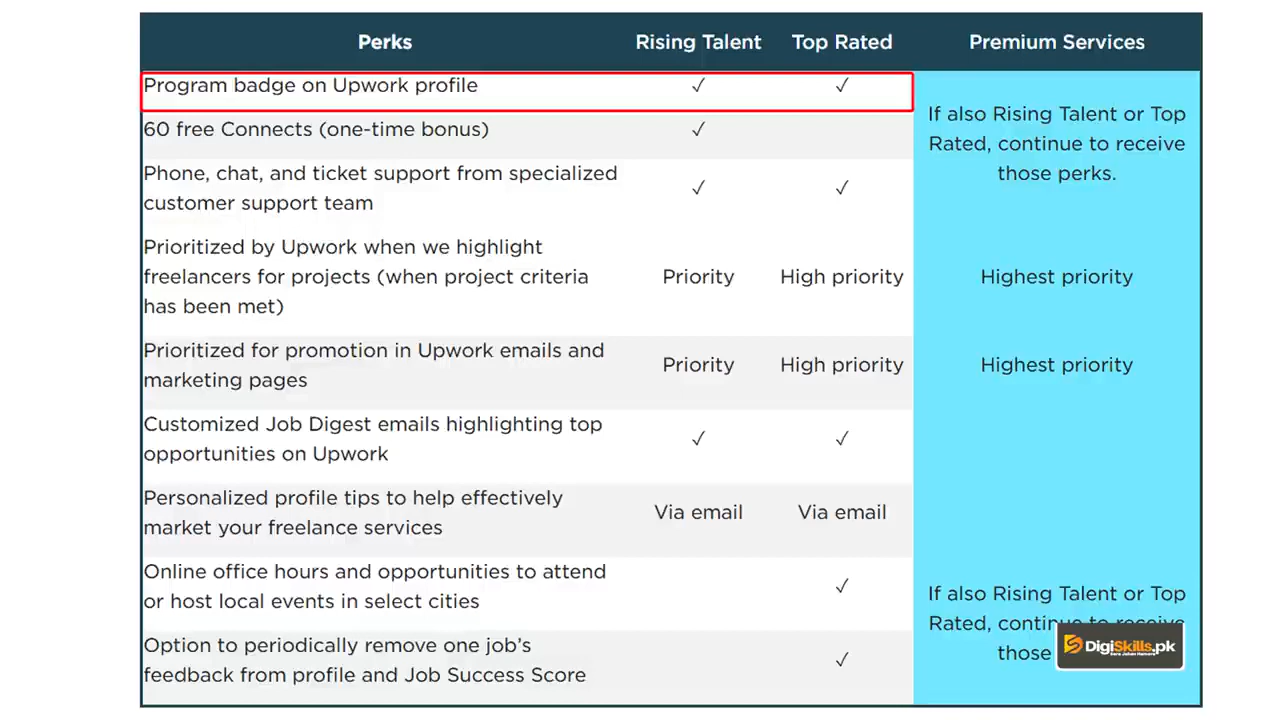 Perks Rising Talent Top Rated Premium Services
Program badge on Upwork profile ✓ ✓
60 free Connects (one-time bonus) ✓
If also Rising Talent or Top
Rated, continue to receive
those perks.
Phone, chat, and ticket support from specialized
customer support team ✓ ✓
Prioritized by Upwork when we highlight
freelancers for projects (when project criteria
has been met)
Priority High priority Highest priority
Prioritized for promotion in Upwork emails and
marketing pages
Priority High priority Highest priority
Customized Job Digest emails highlighting top
opportunities on Upwork ✓ ✓
Personalized profile tips to help effectively
market your freelance services
Via email Via email
Online office hours and opportunities to attend
or host local events in select cities ✓
Option to periodically remove one job’s
feedback from profile and Job Success Score ✓
If also Rising Talent or Top
Rated,
those
DigiSkills.pk